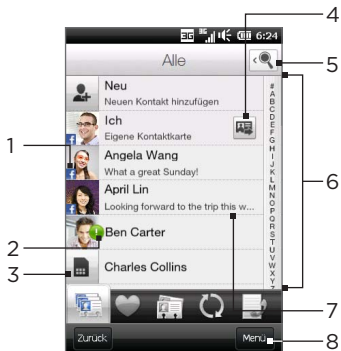 3G 6:24
Alle
Neu
Neuen Kontakt hinzufügen
Ich
Eigene Kontaktkarte
Angela Wang
What a great Sunday!
April Lin
Looking forward to the trip this w...
Ben Carter
Charles Collins
#
A
B
C
D
E
F
G
H
I
J
K
L
M
N
O
P
Q
R
S
T
U
V
W
X
Y
Z
Zurück
Menü
1
2
3
4
5
6
7
8